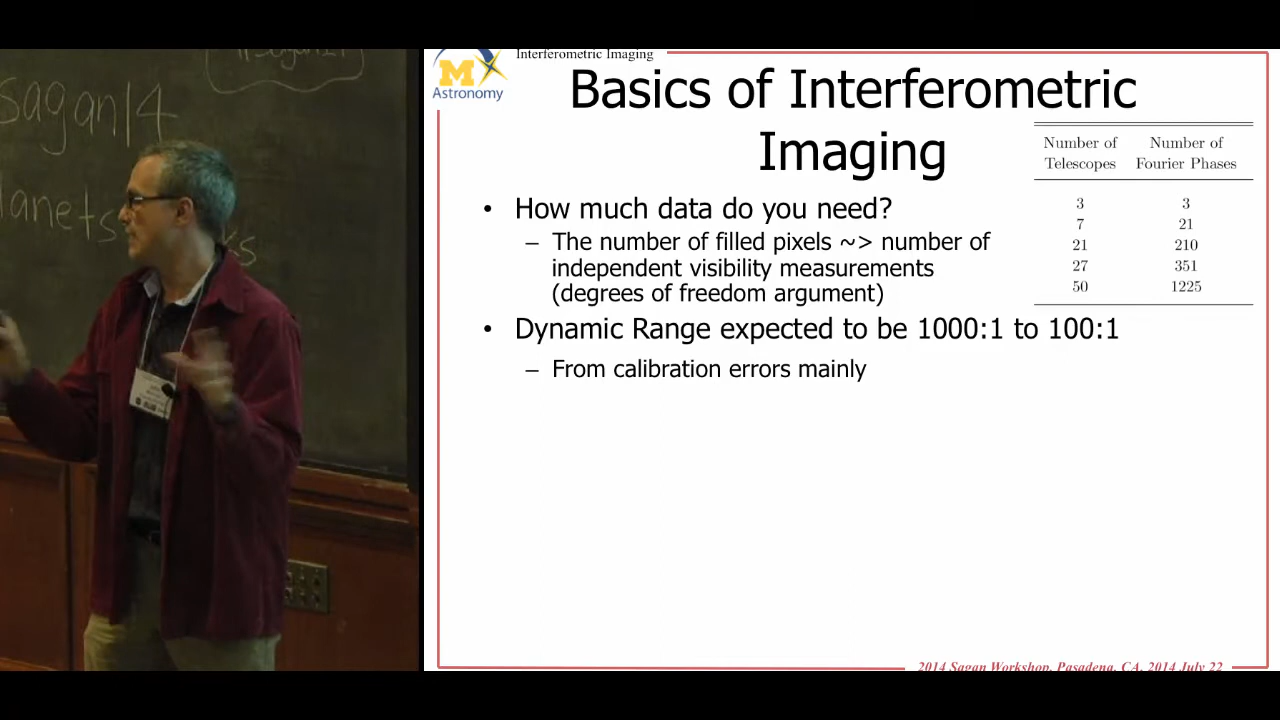 sagan14
lanets
Interferometric Imaging
M
Astronomy
Basics of Interferometric
Imaging
Number of Number of
Telescopes Fourier Phases
3 3
7 21
21 210
27 351
50 1225
• How much data do you need?
– The number of filled pixels ~> number of
independent visibility measurements
(degrees of freedom argument)
• Dynamic Range expected to be 1000:1 to 100:1
– From calibration errors mainly
2014 Sagan Workshop, Pasadena, CA, 2014 July 22